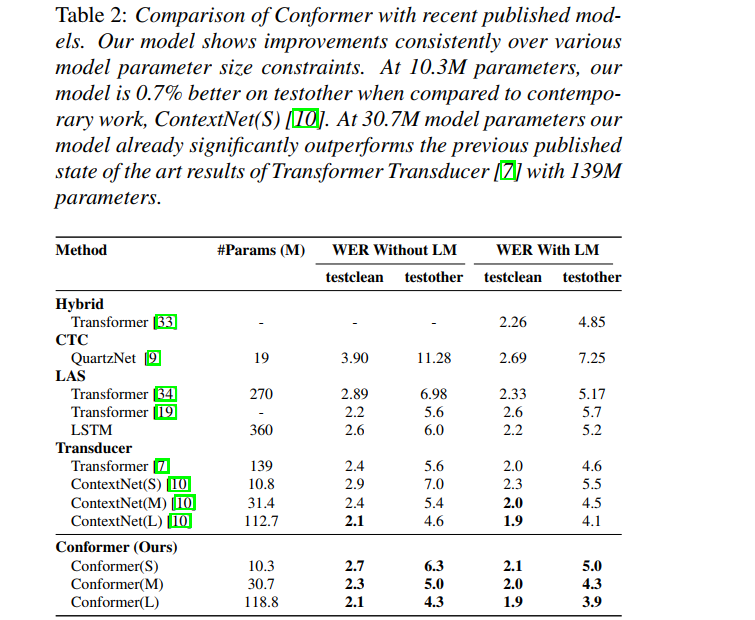 Table 2: Comparison of Conformer with recent published mod-
els. Our model shows improvements consistently over various
model parameter size constraints. At 10.3M parameters, our
model is 0.7% better on testother when compared to contempo-
rary work, ContextNet(S) [10]. At 30.7M model parameters our
model already significantly outperforms the previous published
state of the art results of Transformer Transducer [7] with 139M
parameters.
Method #Params (M) WER Without LM WER With LM
testclean testother testclean testother
Hybrid
Transformer [33] - - - 2.26 4.85
CTC
QuartzNet [9] 19 3.90 11.28 2.69 7.25
LAS
Transformer [34] 270 2.89 6.98 2.33 5.17
Transformer [19] - 2.2 5.6 2.6 5.7
LSTM 360 2.6 6.0 2.2 5.2
Transducer
Transformer [7] 139 2.4 5.6 2.0 4.6
ContextNet(S) [10] 10.8 2.9 7.0 2.3 5.5
ContextNet(M) [10] 31.4 2.4 5.4 2.0 4.5
ContextNet(L) [10] 112.7 2.1 4.6 1.9 4.1
Conformer (Ours)
Conformer(S) 10.3 2.7 6.3 2.1 5.0
Conformer(M) 30.7 2.3 5.0 2.0 4.3
Conformer(L) 118.8 2.1 4.3 1.9 3.9